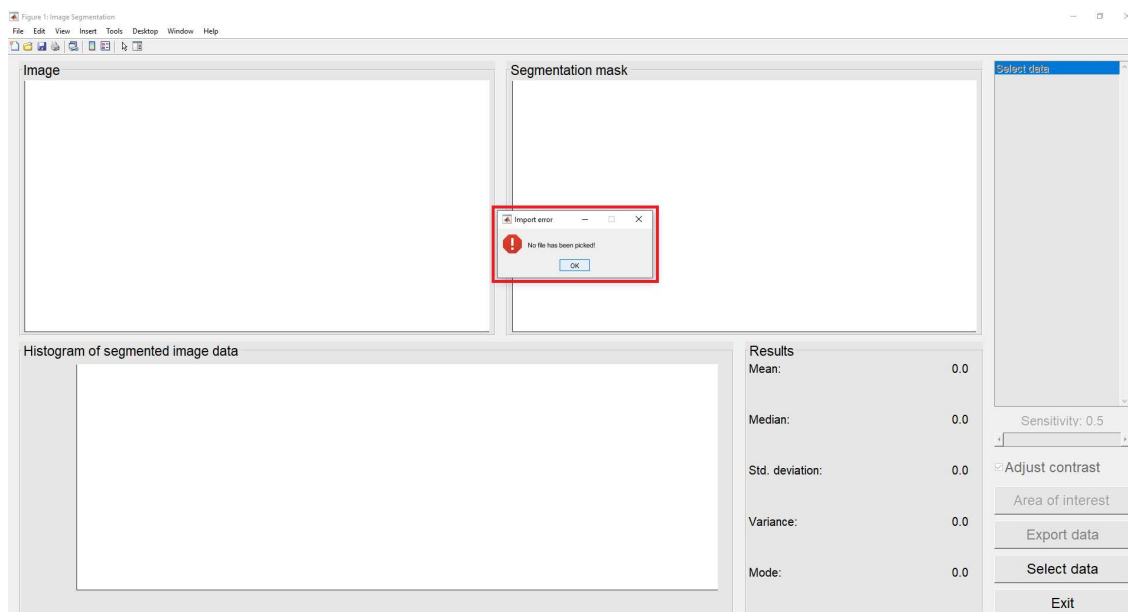 Figure 1: Image Segmentation
File Edit View Insert Tools Desktop Window Help
Image
Segmentation mask
Select data
Import error
No file has been picked!
OK
Histogram of segmented image data
Results
Mean: 0.0
Median: 0.0
Std. deviation: 0.0
Variance: 0.0
Mode: 0.0
Sensitivity: 0.5
Adjust contrast
Area of interest
Export data
Select data
Exit